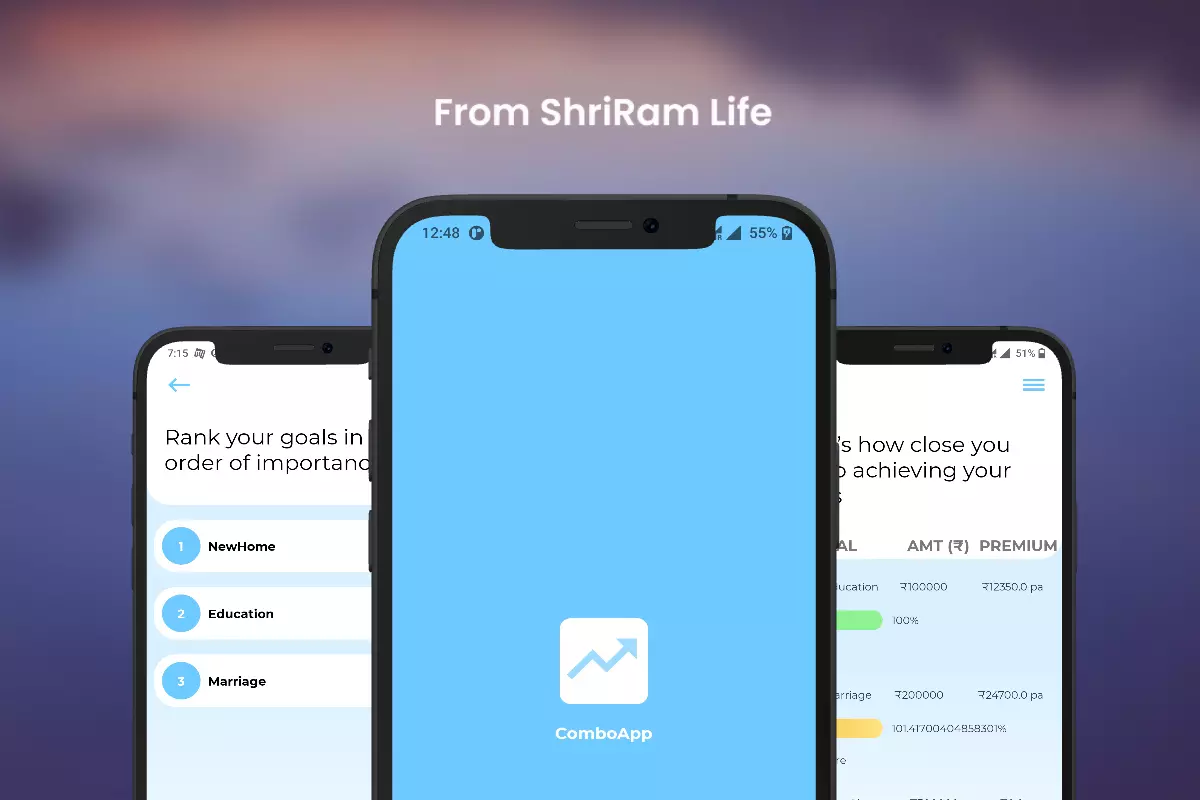 From ShriRam Life
12:48
55%
7:15
Rank your goals in
order of importanc
1 NewHome
2 Education
3 Marriage
ComboApp
51%
's how close you
achieving your
AL AMT (₹) PREMIUM
ucation ₹100000 ₹12350.0 pa
100%
arriage ₹200000 ₹24700.0 pa
101.41700404858301%
re